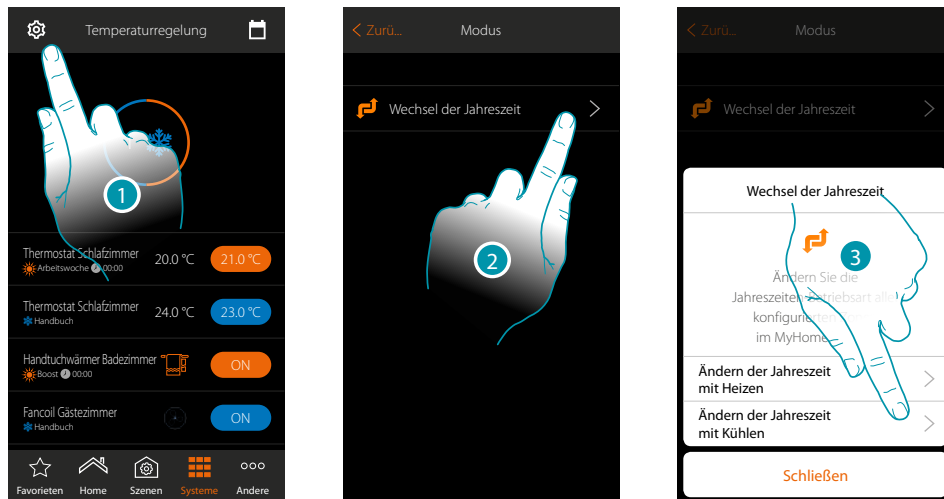 Temperaturregelung
1
Thermostat Schlafzimmer 20.0 °C 21.0 °C
Arbeitswoche 00:00
Thermostat Schlafzimmer 24.0 °C 23.0 °C
Handbuch
Handtuchwärmer Badezimmer ON
Boost 00:00
Fancoil Gästezimmer ON
Handbuch
Favorieten Home Szenen Systeme Andere
< Zurü... Modus
Wechsel der Jahreszeit >
2
< Zurü... Modus
Wechsel der Jahreszeit >
Wechsel der Jahreszeit
3
Ändern Sie die
Jahreszeiten
konfigurierten
im MyHome
Ändern der Jahreszeit
mit Heizen >
Ändern der Jahreszeit
mit Kühlen >
Schließen